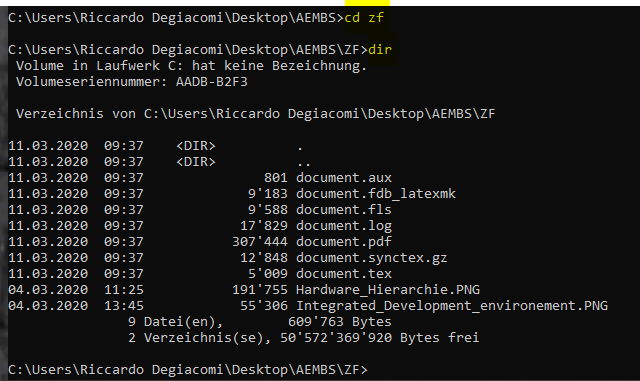 C:\Users\Riccardo Degiacomi\Desktop\AEMBS>cd zf
C:\Users\Riccardo Degiacomi\Desktop\AEMBS\ZF>dir
Volume in Laufwerk C: hat keine Bezeichnung.
Volumeseriennummer: AADB-B2F3
Verzeichnis von C:\Users\Riccardo Degiacomi\Desktop\AEMBS\ZF
11.03.2020  09:37    <DIR>          .
11.03.2020  09:37    <DIR>          ..
11.03.2020  09:37               801 document.aux
11.03.2020  09:37             9'183 document.fdb_latexmk
11.03.2020  09:37             9'588 document.fls
11.03.2020  09:37            17'829 document.log
11.03.2020  09:37           307'444 document.pdf
11.03.2020  09:37            12'848 document.synctex.gz
11.03.2020  09:37             5'009 document.tex
04.03.2020  11:25           191'755 Hardware_Hierarchie.PNG
04.03.2020  13:45            55'306 Integrated_Development_environement.PNG
9 Datei(en),        609'763 Bytes
2 Verzeichnis(se), 50'572'369'920 Bytes frei
C:\Users\Riccardo Degiacomi\Desktop\AEMBS\ZF>